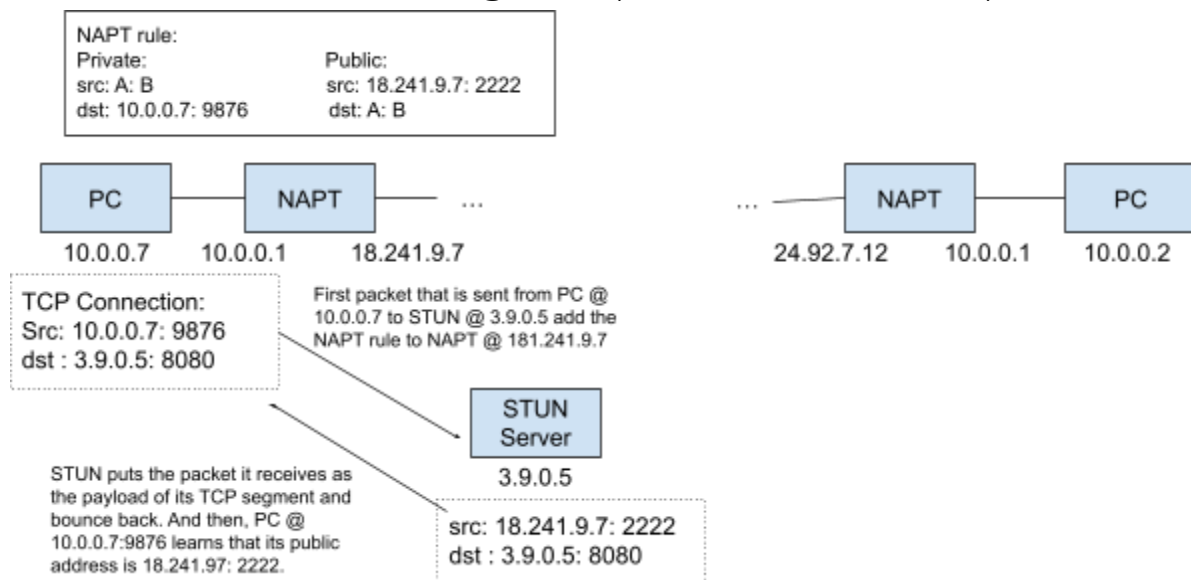 NAPT rule:
Private: Public:
src: A: B src: 18.241.9.7: 2222
dst: 10.0.0.7: 9876 dst: A: B
PC NAPT ... ... NAPT PC
10.0.0.7 10.0.0.1 18.241.9.7 24.92.7.12 10.0.0.1 10.0.0.2
TCP Connection:
Src: 10.0.0.7: 9876
dst : 3.9.0.5: 8080
First packet that is sent from PC @
10.0.0.7 to STUN @ 3.9.0.5 add the
NAPT rule to NAPT @ 181.241.9.7
STUN
Server
3.9.0.5
STUN puts the packet it receives as
the payload of its TCP segment and
bounce back. And then, PC @
10.0.0.7:9876 learns that its public
address is 18.241.97: 2222.
src: 18.241.9.7: 2222
dst : 3.9.0.5: 8080